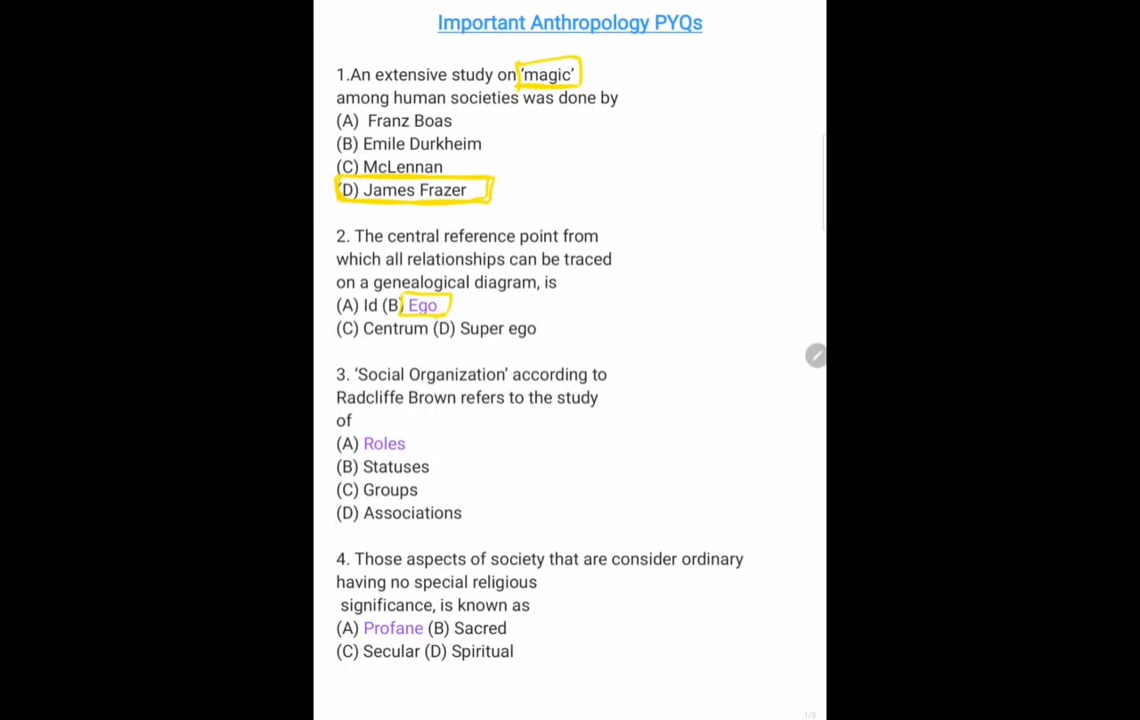 Important Anthropology PYQs
1.An extensive study on 'magic'
among human societies was done by
(A) Franz Boas
(B) Emile Durkheim
(C) McLennan
(D) James Frazer
2. The central reference point from
which all relationships can be traced
on a genealogical diagram, is
(A) Id (B) Ego
(C) Centrum (D) Super ego
3. 'Social Organization' according to
Radcliffe Brown refers to the study
of
(A) Roles
(B) Statuses
(C) Groups
(D) Associations
4. Those aspects of society that are consider ordinary
having no special religious
significance, is known as
(A) Profane (B) Sacred
(C) Secular (D) Spiritual